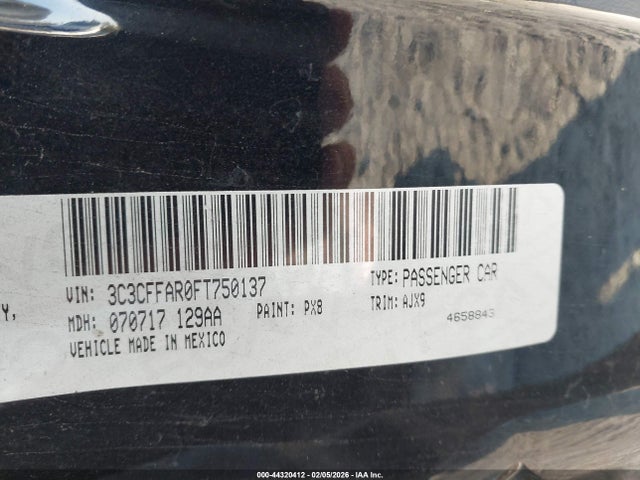 VIN: 3C3CFFAR0FT750137 TYPE: PASSENGER CAR
Y, MDH: 070717 129AA PAINT: PX8 TRIM: AJX9
VEHICLE MADE IN MEXICO 4658843
000-44320412 - 02/05/2026 - IAA Inc.